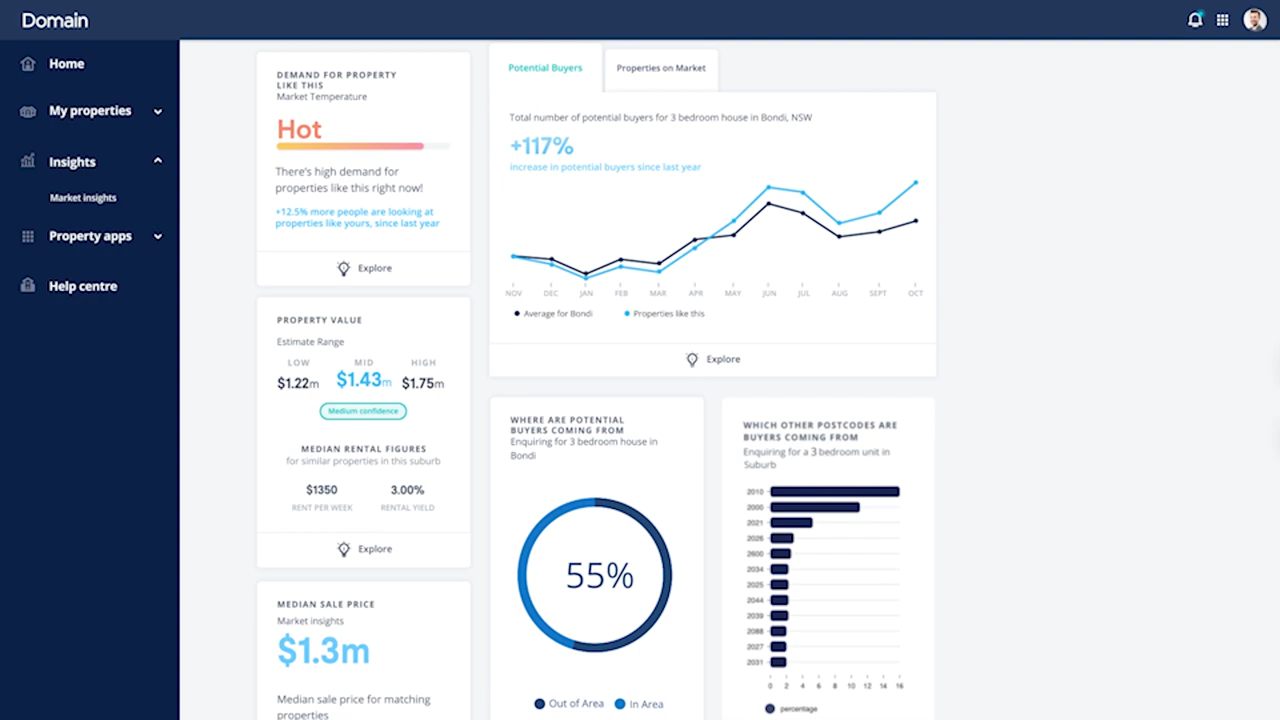 Domain
Home
My properties
Insights
Market insights
Property apps
Help centre
DEMAND FOR PROPERTY
LIKE THIS
Market Temperature
Hot
There's high demand for
properties like this right now!
+12.5% more people are looking at
properties like yours, since last year
Explore
PROPERTY VALUE
Estimate Range
LOW MID HIGH
$1.22m $1.43m $1.75m
Medium confidence
MEDIAN RENTAL FIGURES
for similar properties in this suburb
$1350 3.00%
RENT PER WEEK RENTAL YIELD
Explore
MEDIAN SALE PRICE
Market insights
$1.3m
Median sale price for matching
properties
Potential Buyers Properties on Market
Total number of potential buyers for 3 bedroom house in Bondi, NSW
+117%
increase in potential buyers since last year
NOV DEC JAN FEB MAR APR MAY JUN JUL AUG SEPT OCT
Average for Bondi Properties like this
Explore
WHERE ARE POTENTIAL
BUYERS COMING FROM
Enquiring for 3 bedroom house in
Bondi
55%
Out of Area In Area
WHICH OTHER POSTCODES ARE
BUYERS COMING FROM
Enquiring for a 3 bedroom unit in
Suburb
2010
2000
2021
2026
2600
2034
2025
2044
2039
2088
2027
2031
0 2 4 6 8 10 12 14 16
percentage